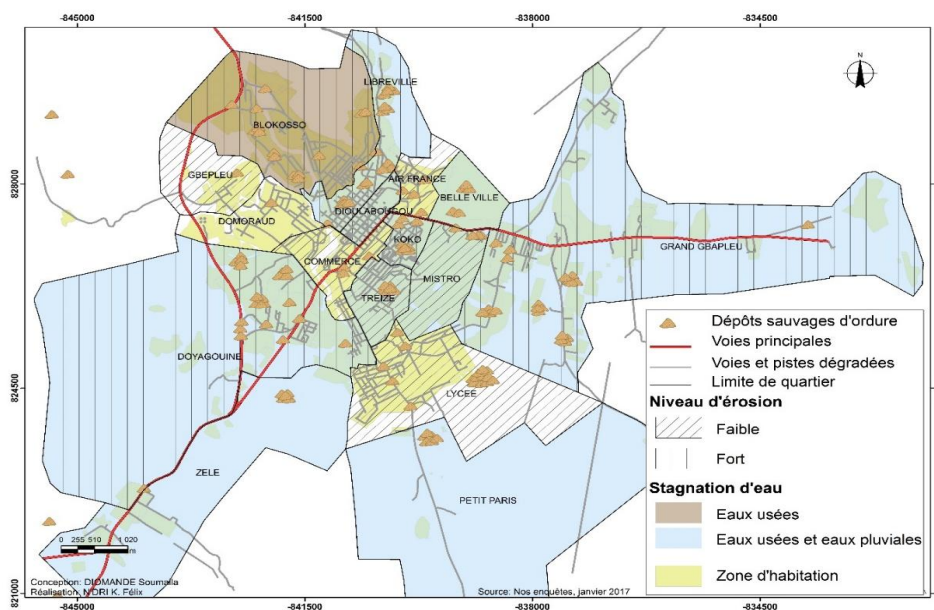 -845000 -841500 -838000 -834500
N
LIBREVILLE
BLOKOSSO
GBEPLEU
AIR FRANCE
BELLE VILLE
828000
DOMORAUD
DIOULABOUGOU
KOKO
GRAND GBAPLEU
COMMERCE
MISTRO
TREIZE
DOYAGOUINE
LYCEE
824500
ZELE
PETIT PARIS
821000
Dépôts sauvages d'ordure
Voies principales
Voies et pistes dégradées
Limite de quartier
Niveau d'érosion
Faible
Fort
Stagnation d'eau
Eaux usées
Eaux usées et eaux pluviales
Zone d'habitation
0 255 510 1 020
m
Conception: DIOMANDE Soumaila
Réalisation: N'DRI K. Félix
Source: Nos enquêtes, janvier 2017
-845000 -841500 -838000 -834500